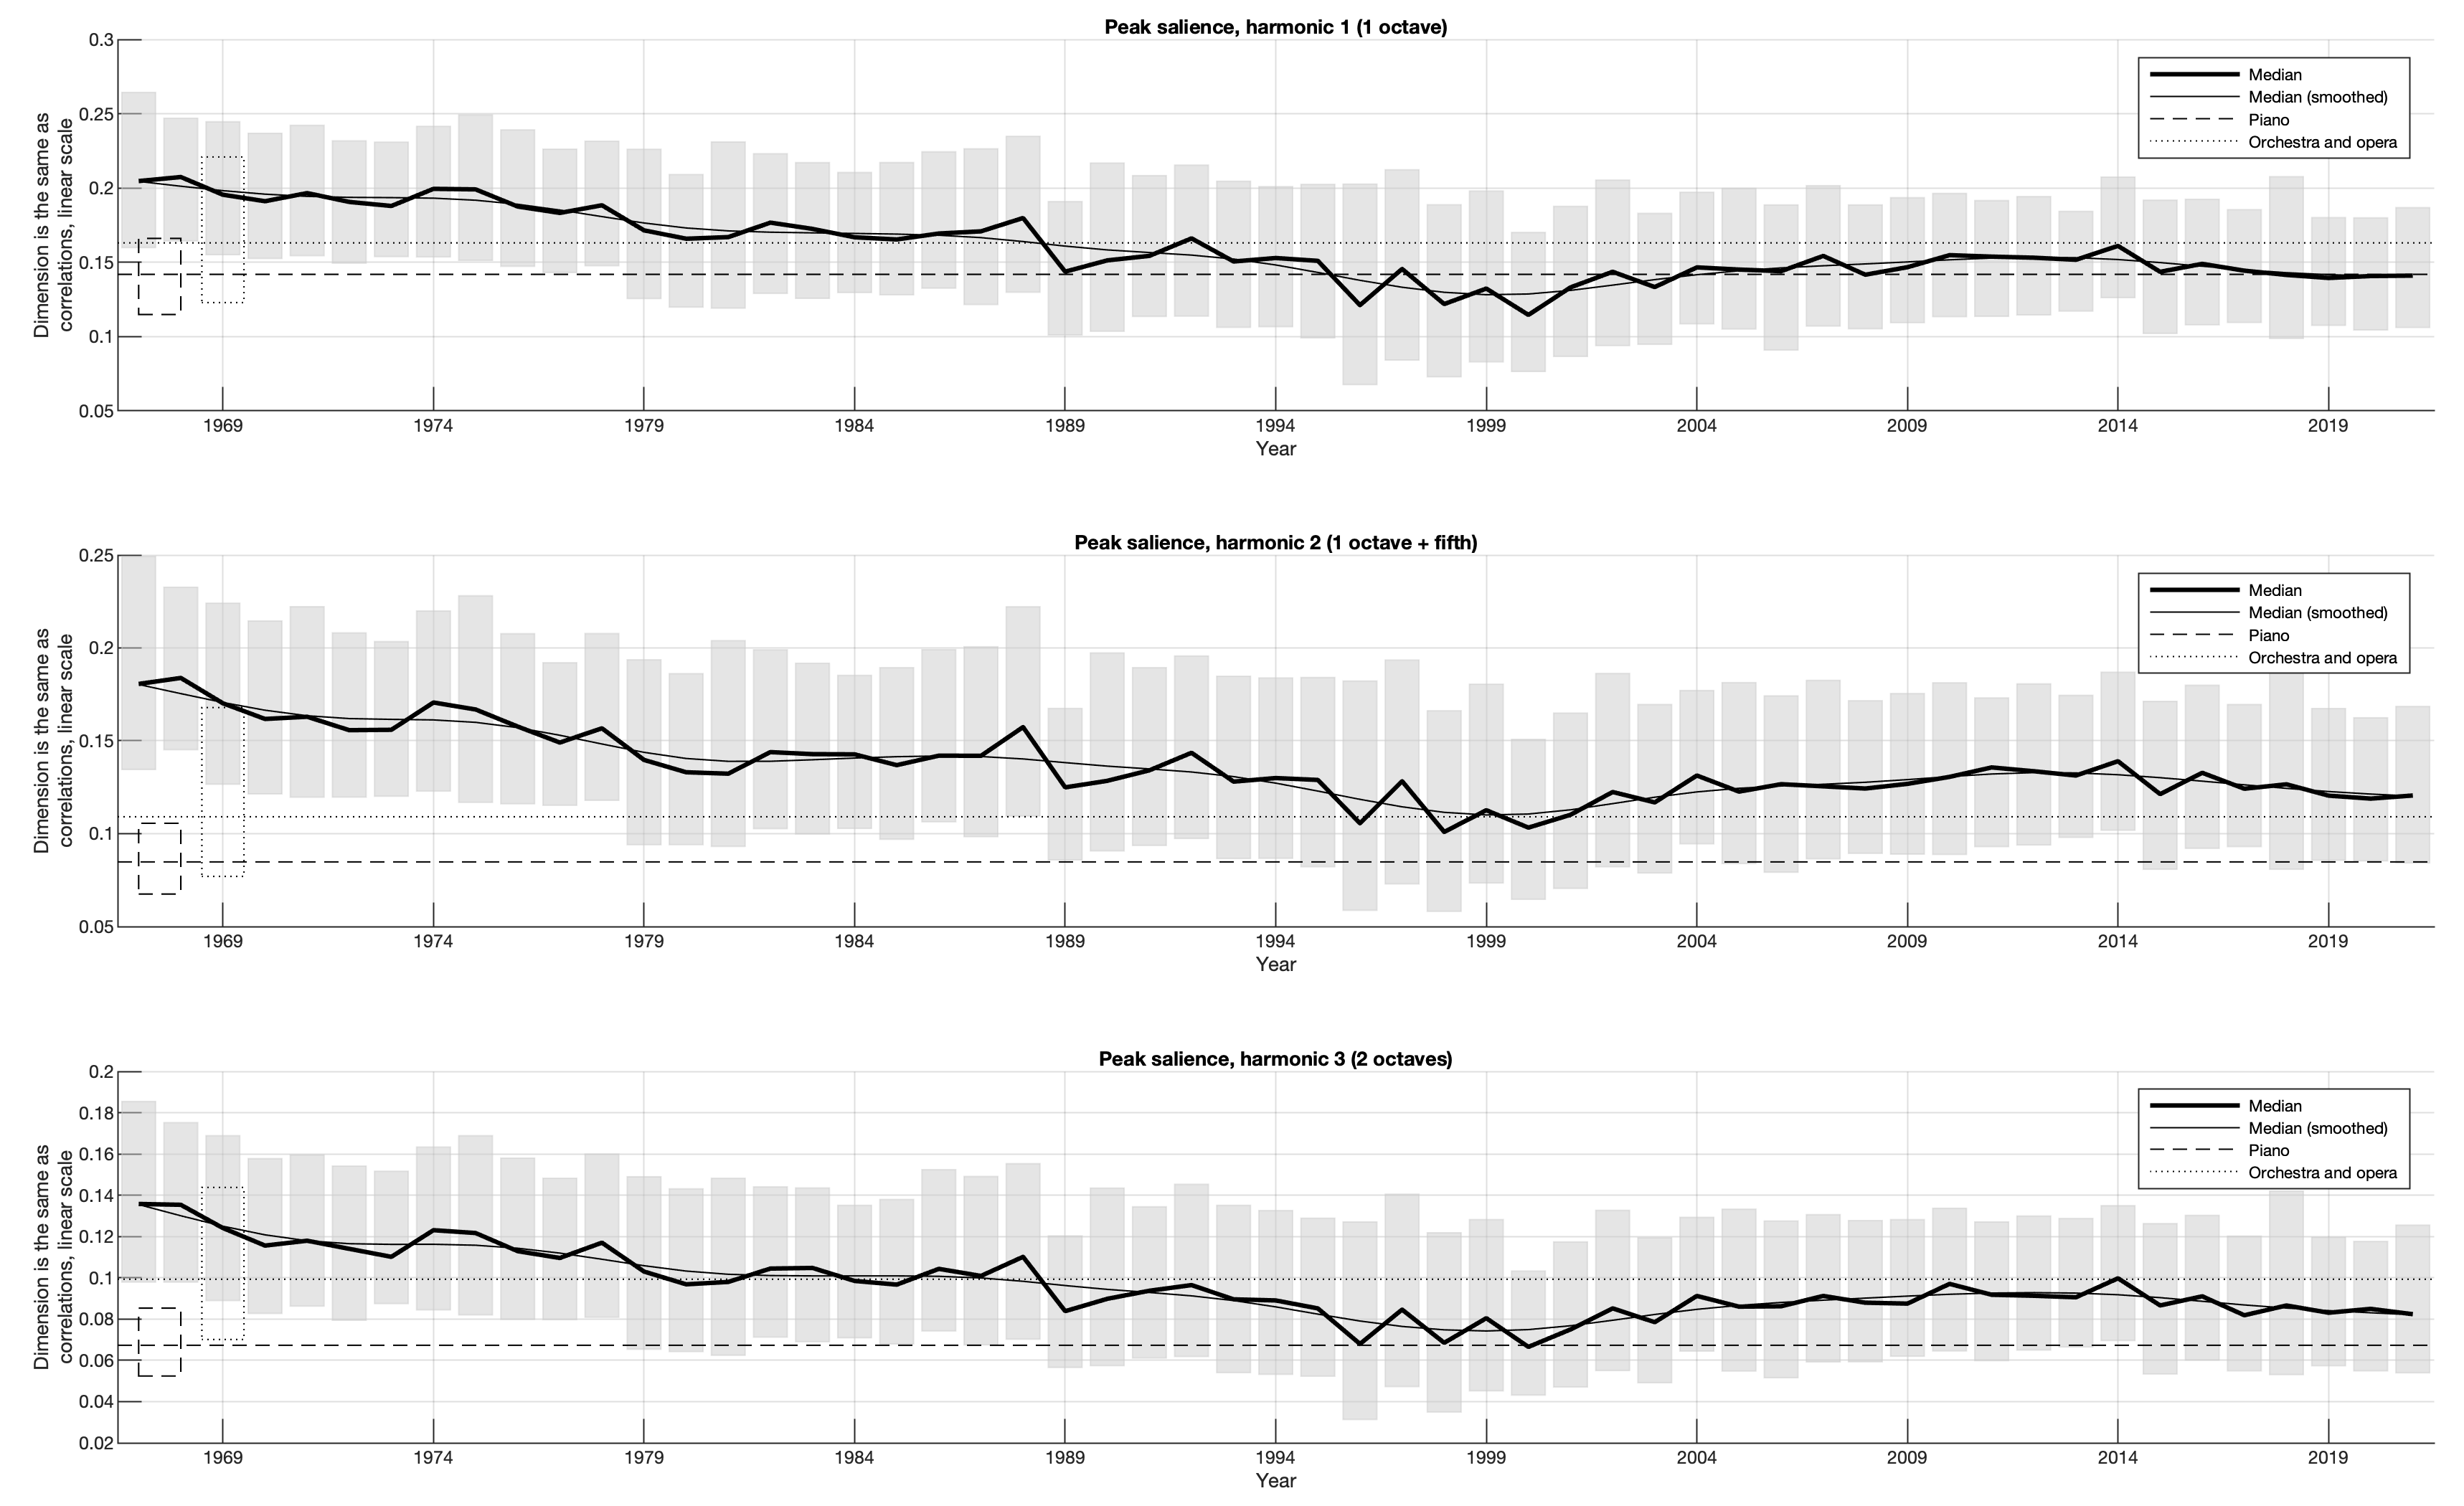 Peak salience, harmonic 1 (1 octave)
Dimension is the same as
correlations, linear scale
0.3
0.25
0.2
0.15
0.1
0.05
Median
Median (smoothed)
Piano
Orchestra and opera
1969 1974 1979 1984 1989 1994 1999 2004 2009 2014 2019
Year
Peak salience, harmonic 2 (1 octave + fifth)
Dimension is the same as
correlations, linear scale
0.25
0.2
0.15
0.1
0.05
Median
Median (smoothed)
Piano
Orchestra and opera
1969 1974 1979 1984 1989 1994 1999 2004 2009 2014 2019
Year
Peak salience, harmonic 3 (2 octaves)
Dimension is the same as
correlations, linear scale
0.2
0.18
0.16
0.14
0.12
0.1
0.08
0.06
0.04
0.02
Median
Median (smoothed)
Piano
Orchestra and opera
1969 1974 1979 1984 1989 1994 1999 2004 2009 2014 2019
Year